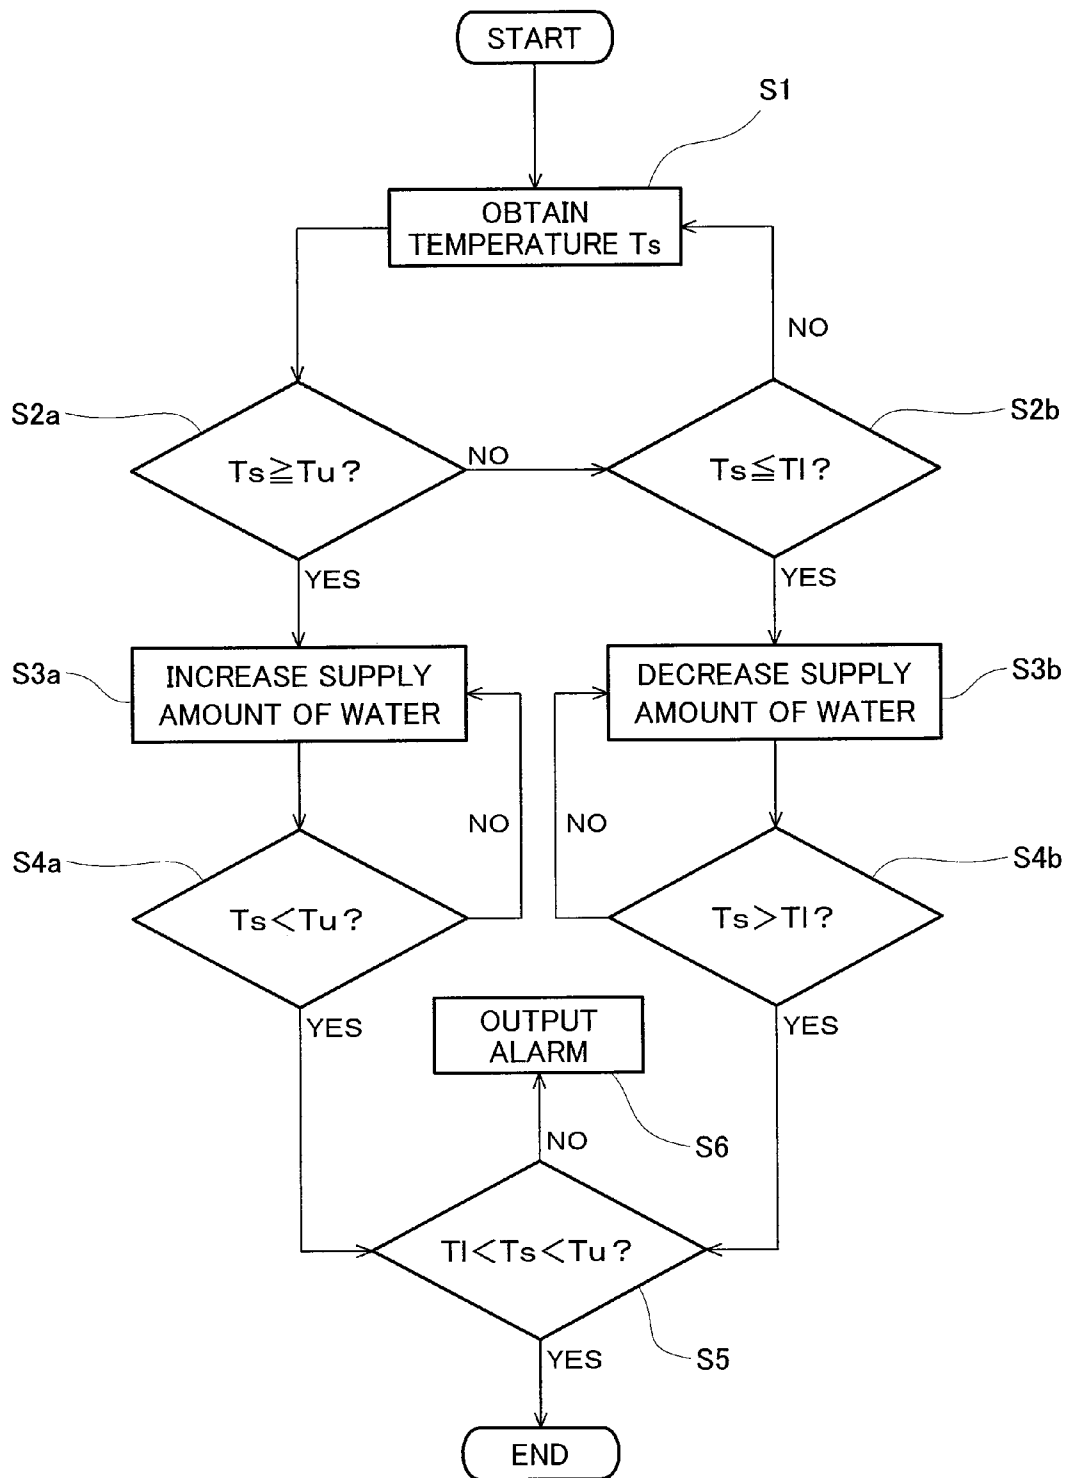 START
S1
OBTAIN
TEMPERATURE Ts
NO
S2a
S2b
Ts≧Tu?
NO
Ts≦Tl?
YES
YES
S3a
INCREASE SUPPLY
AMOUNT OF WATER
DECREASE SUPPLY
AMOUNT OF WATER
S3b
NO
NO
S4a
S4b
Ts<Tu?
Ts>Tl?
YES
OUTPUT
ALARM
YES
NO
S6
Tl<Ts<Tu?
YES
S5
END